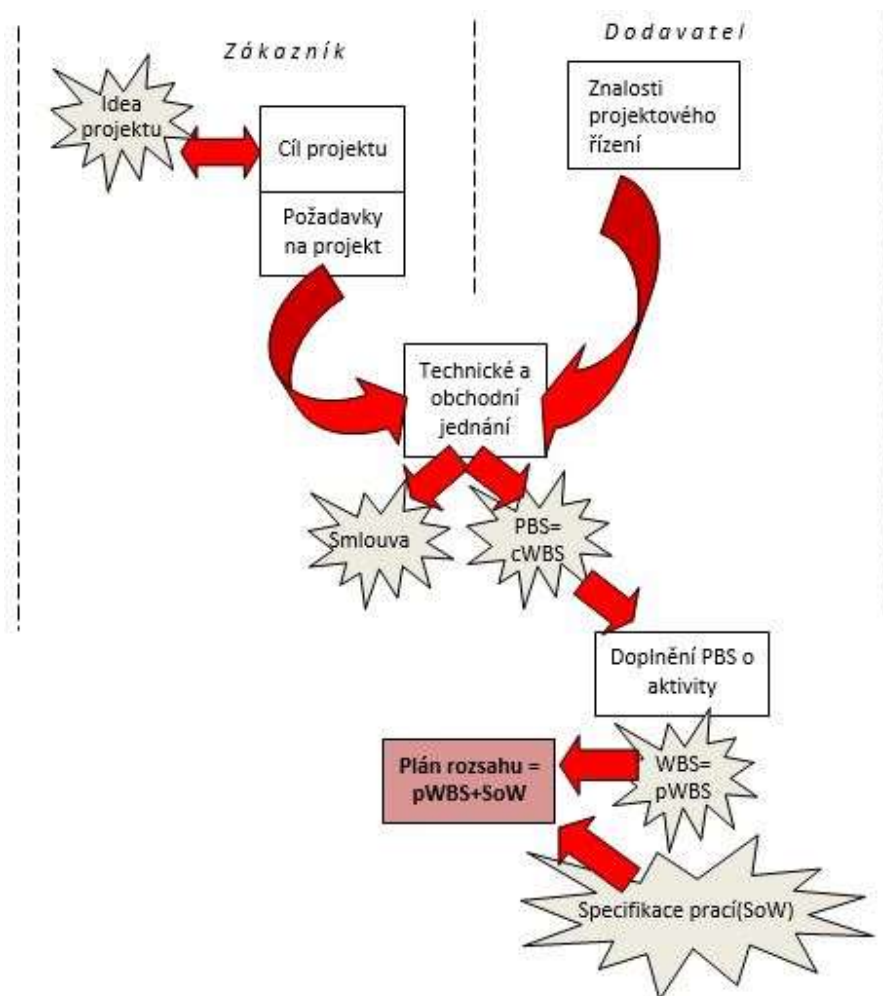 Zákazník
Dodavatel
Idea
projektu
Cíl projektu
Požadavky
na projekt
Znalosti
projektového
řízení
Technické a
obchodní
jednání
Smlouva
PBS=
cWBS
Doplnění PBS o
aktivity
WBS=
pWBS
Plán rozsahu =
pWBS+SoW
Specifikace prací(SoW)